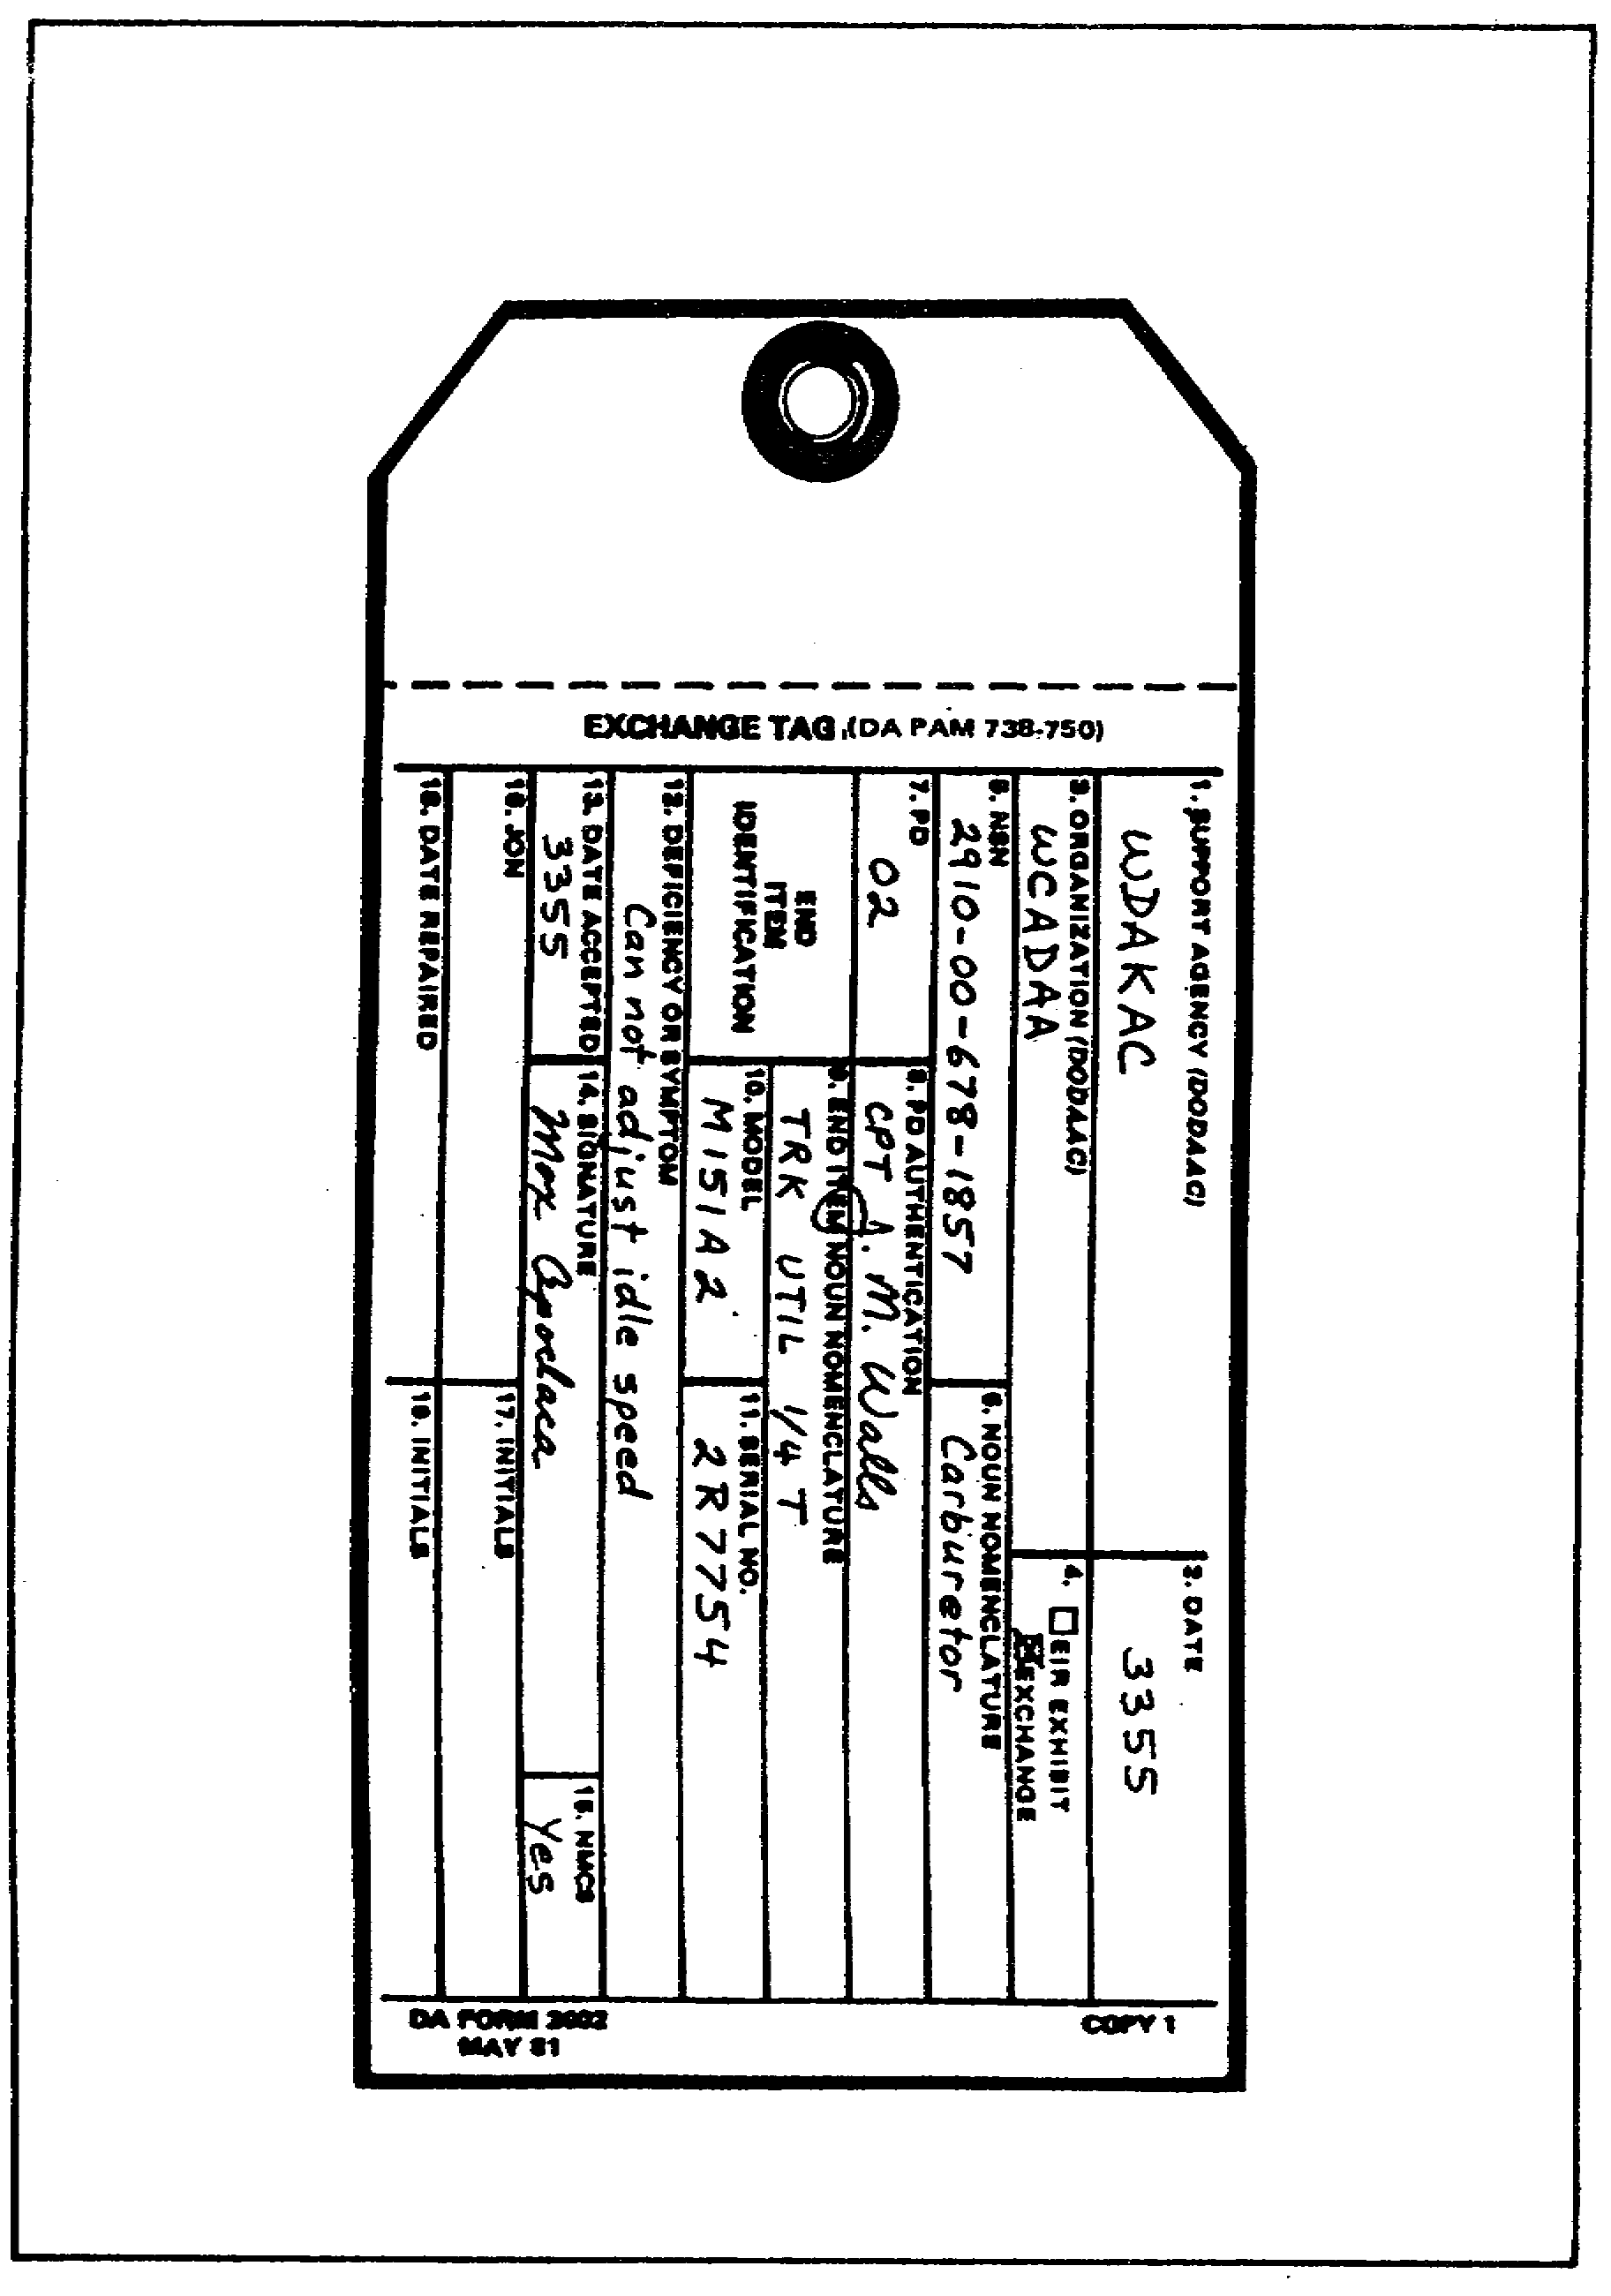 EXCHANGE TAG (DA PAM 738-750)
1. SUPPORT AGENCY (DODAAC)
WDAKAC
2. DATE
3355
3. ORGANIZATION (DODAAC)
WCADAA
4. EIR EXHIBIT
EXCHANGE
5. NSN
2910-00-678-1857
6. NOUN NOMENCLATURE
Carburetor
7. PD
02
8. PD AUTHENTICATION
CPT A. M. Walls
END
ITEM
IDENTIFICATION
9. END ITEM NOUN NOMENCLATURE
TRK UTIL 1/4 T
10. MODEL
M151A2
11. SERIAL NO.
2R7754
12. DEFICIENCY OR SYMPTOM
Can not adjust idle speed
13. DATE ACCEPTED
3355
14. SIGNATURE
Max Apodaca
15. NMCS
Yes
16. JON
17. INITIALS
18. DATE REPAIRED
19. INITIALS
DA FORM 2402
MAY 81
COPY 1